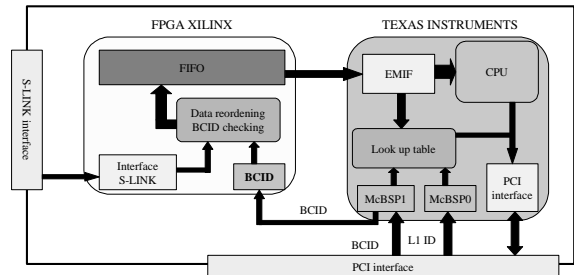 FPGA XILINX
TEXAS INSTRUMENTS
S-LINK interface
FIFO
EMIF
CPU
Data reordening
BCID checking
Look up table
Interface
S-LINK
BCID
McBSP1
McBSP0
PCI
interface
BCID
BCID
L1 ID
PCI interface